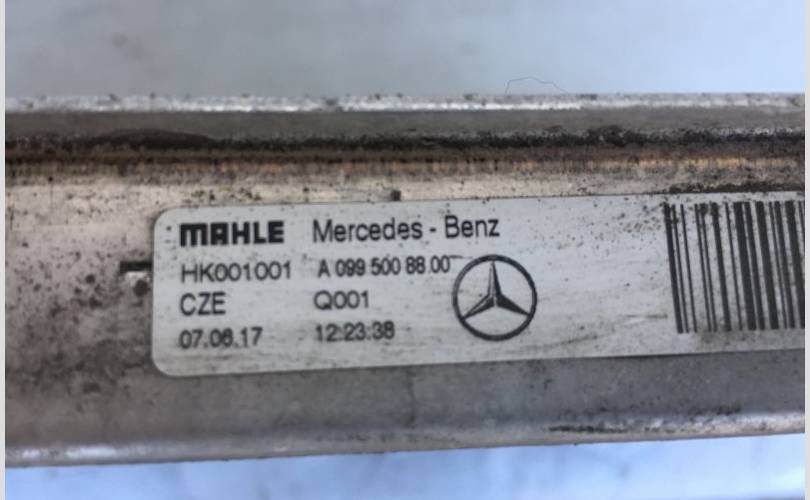 MAHLE Mercedes - Benz
HK001001 A 099 500 88 00
CZE Q001
07.06.17 12:23:38